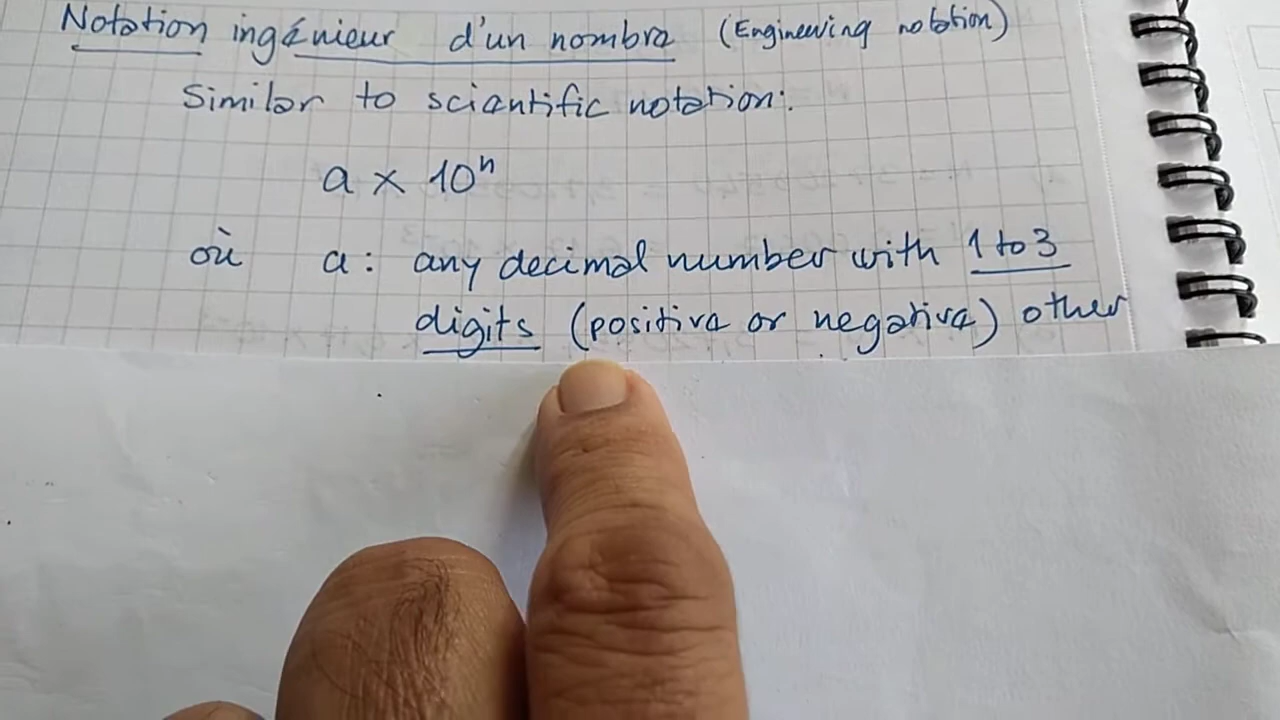 Notation ingénieur d'un nombre (Engineering notation)
Similar to scientific notation:
a × 10ⁿ
où a: any decimal number with 1 to 3
digits (positive or negative) other